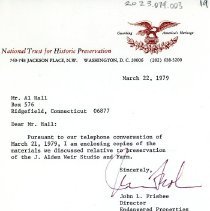 2023.079.003 19
Guarding America's Heritage
National Trust for Historic Preservation
740-748 JACKSON PLACE, N.W. WASHINGTON, D.C. 20006 (202) 638-5200
March 22, 1979
Mr. Al Hall
Box 576
Ridgefield, Connecticut 06877
Dear Mr. Hall:
Pursuant to our telephone conversation of
March 21, 1979, I am enclosing copies of the
materials we discussed relative to preservation
of the J. Alden Weir Studio and Farm.
Sincerely,
John L. Frisbee
Director
Endangered Properties